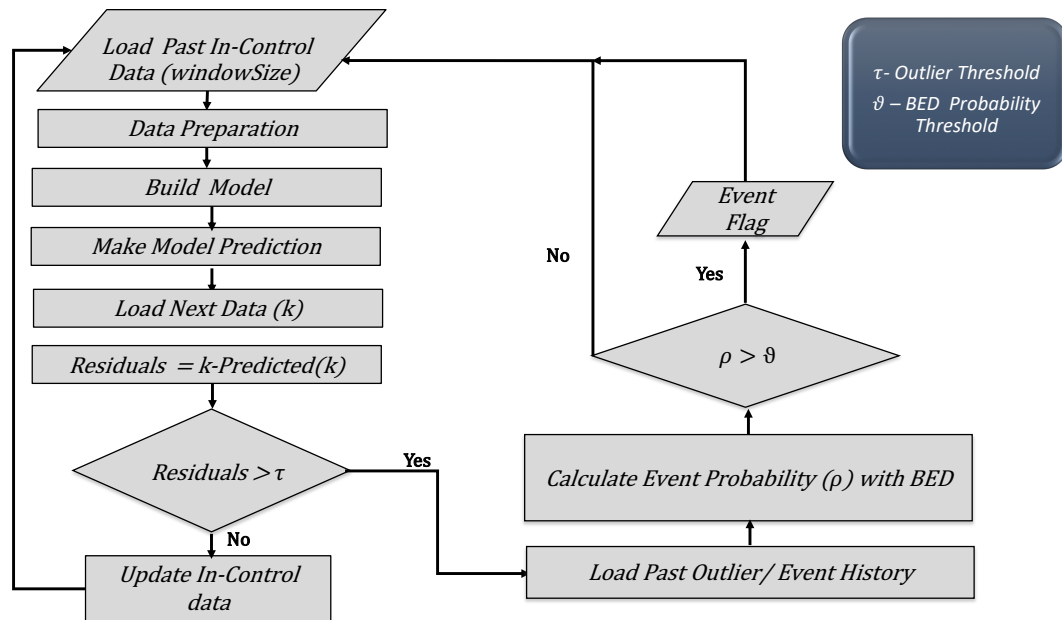 Load Past In-Control
Data (windowSize)
Data Preparation
Build Model
Make Model Prediction
Load Next Data (k)
Residuals = k-Predicted(k)
Residuals > τ
Yes
No
Update In-Control
data
Load Past Outlier/ Event History
Calculate Event Probability (ρ) with BED
ρ > ϑ
Yes
No
Event
Flag
τ- Outlier Threshold
ϑ – BED Probability
Threshold